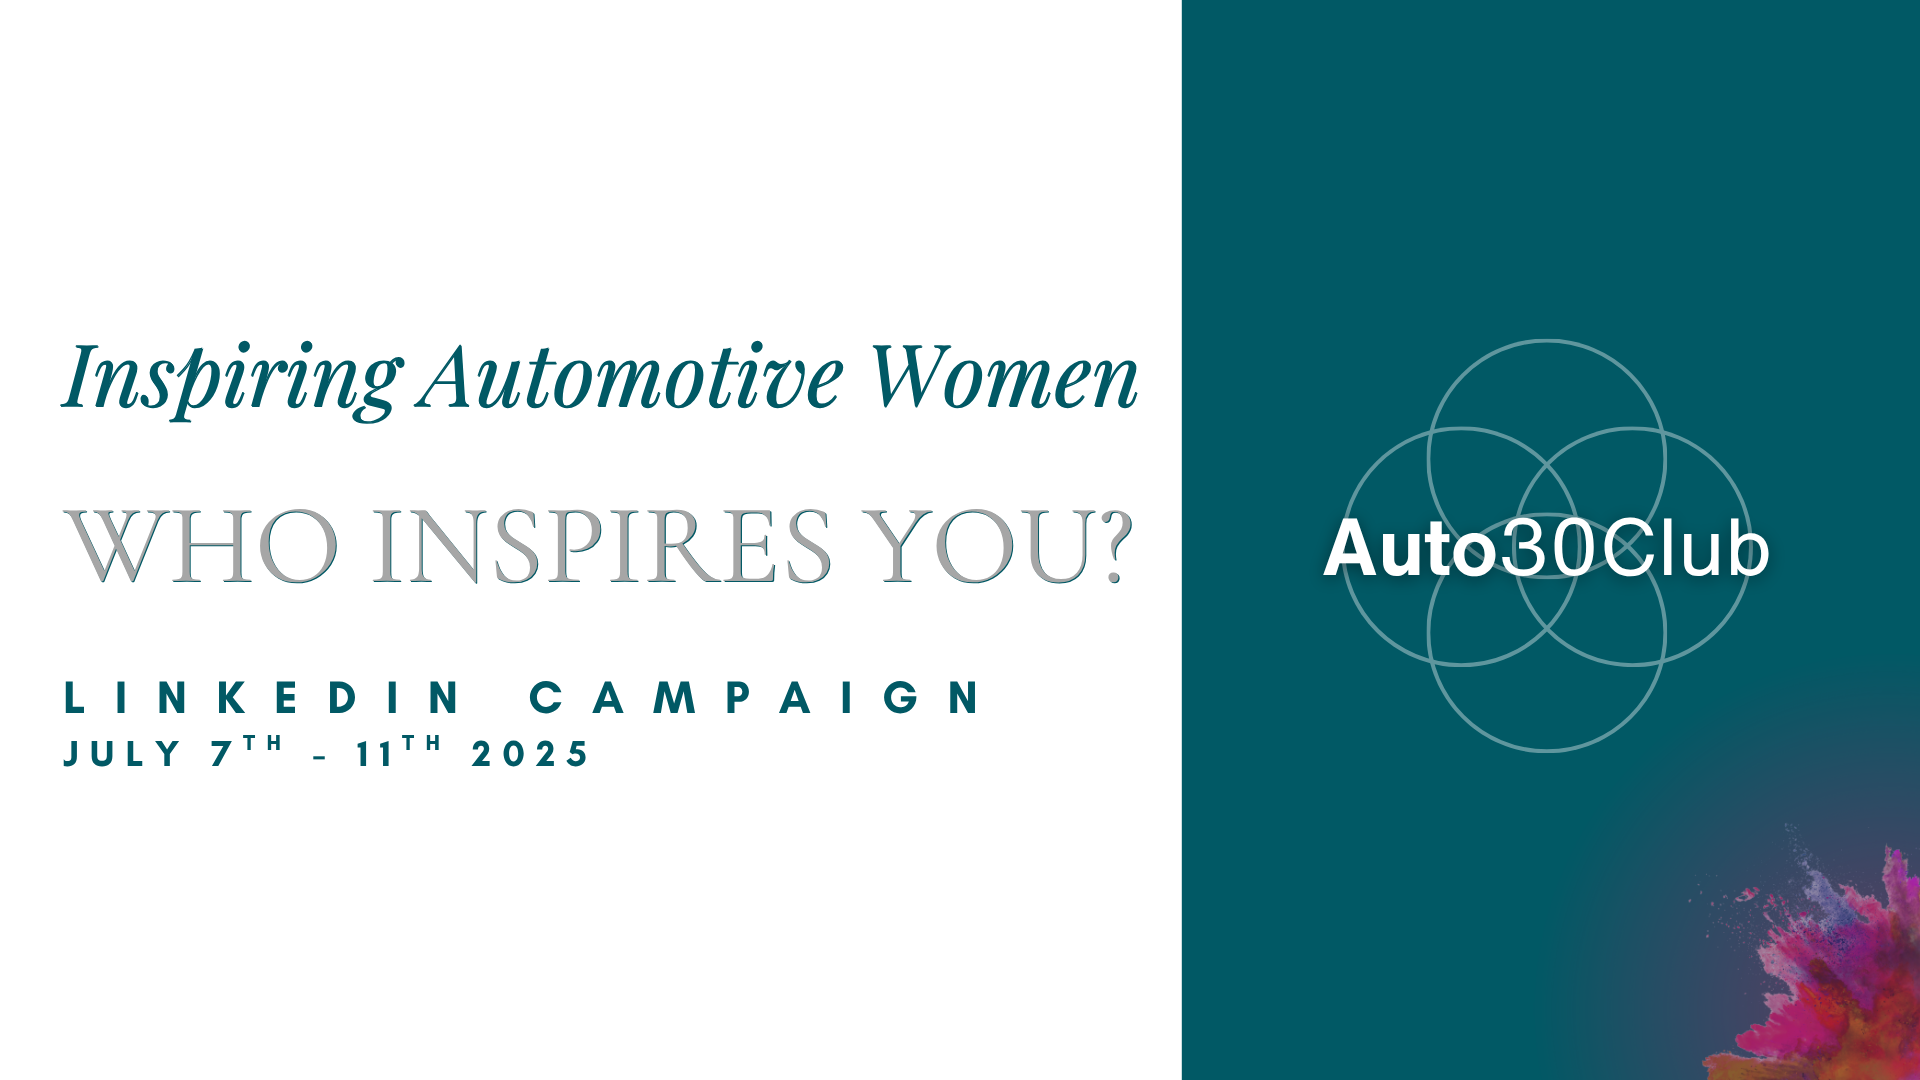 Inspiring Automotive Women
WHO INSPIRES YOU?
LINKEDIN CAMPAIGN
JULY 7TH - 11TH 2025
Auto30Club